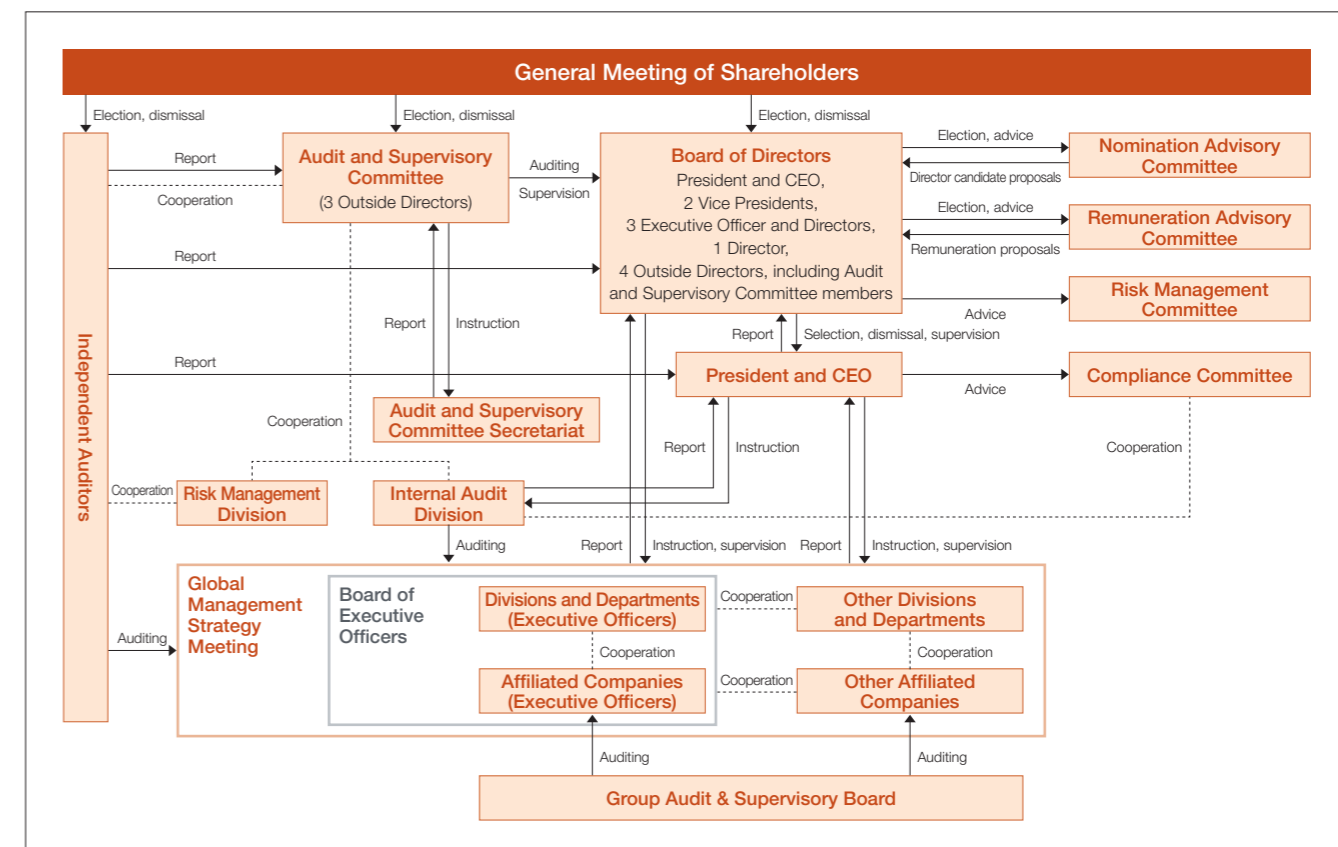 General Meeting of Shareholders
Election, dismissal
Election, dismissal
Election, dismissal
Independent Auditors
Report
Cooperation
Audit and Supervisory
Committee
(3 Outside Directors)
Auditing
Supervision
Board of Directors
President and CEO,
2 Vice Presidents,
3 Executive Officer and Directors,
1 Director,
4 Outside Directors, including Audit
and Supervisory Committee members
Election, advice
Director candidate proposals
Nomination Advisory
Committee
Election, advice
Remuneration proposals
Remuneration Advisory
Committee
Report
Advice
Risk Management
Committee
Report
Instruction
Report
Selection, dismissal, supervision
Report
President and CEO
Advice
Compliance Committee
Audit and Supervisory
Committee Secretariat
Cooperation
Report
Instruction
Cooperation
Cooperation
Risk Management
Division
Internal Audit
Division
Auditing
Report
Instruction, supervision
Report
Instruction, supervision
Global
Management
Strategy
Meeting
Board of
Executive
Officers
Divisions and Departments
(Executive Officers)
Cooperation
Other Divisions
and Departments
Auditing
Cooperation
Cooperation
Affiliated Companies
(Executive Officers)
Cooperation
Other Affiliated
Companies
Auditing
Auditing
Group Audit & Supervisory Board